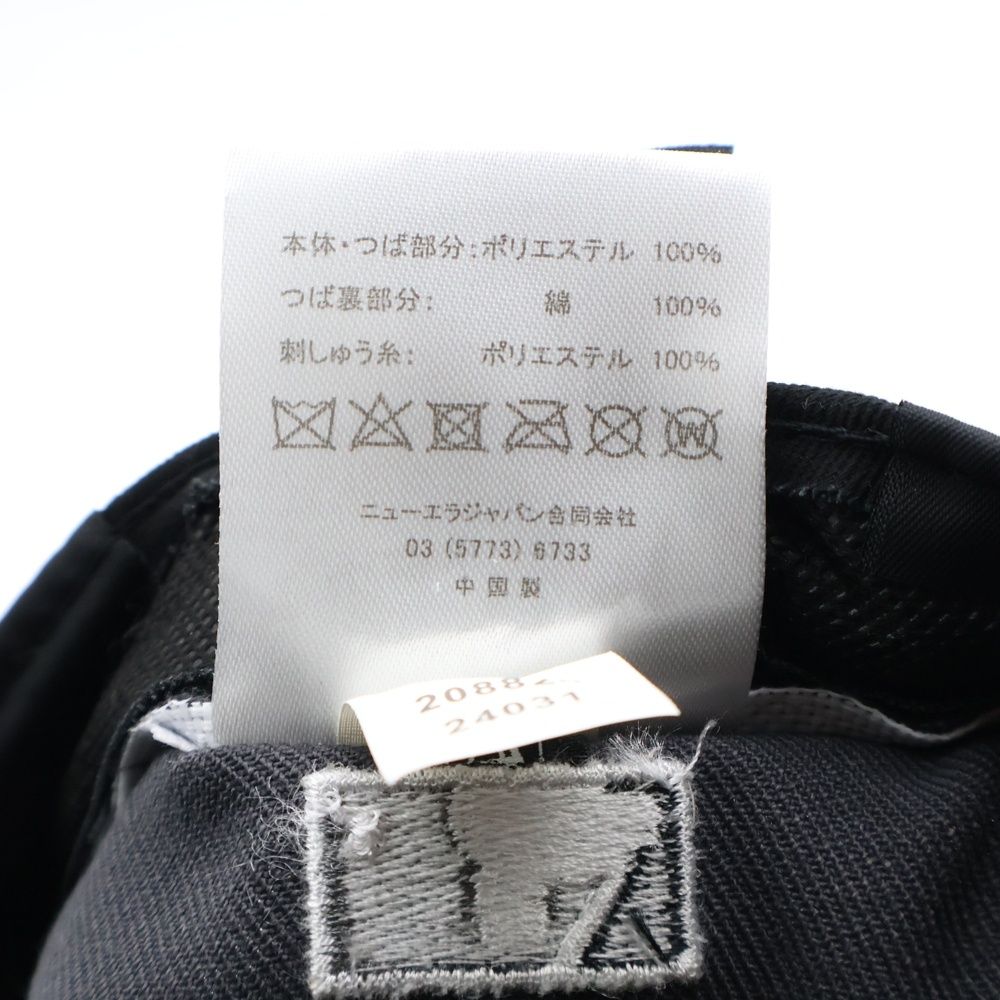 本体・つば部分:ポリエステル 100%
つば裏部分: 綿 100%
刺しゅう糸: ポリエステル 100%
W
ニューエラジャパン合同会社
03 (5773) 6733
中国製
24031